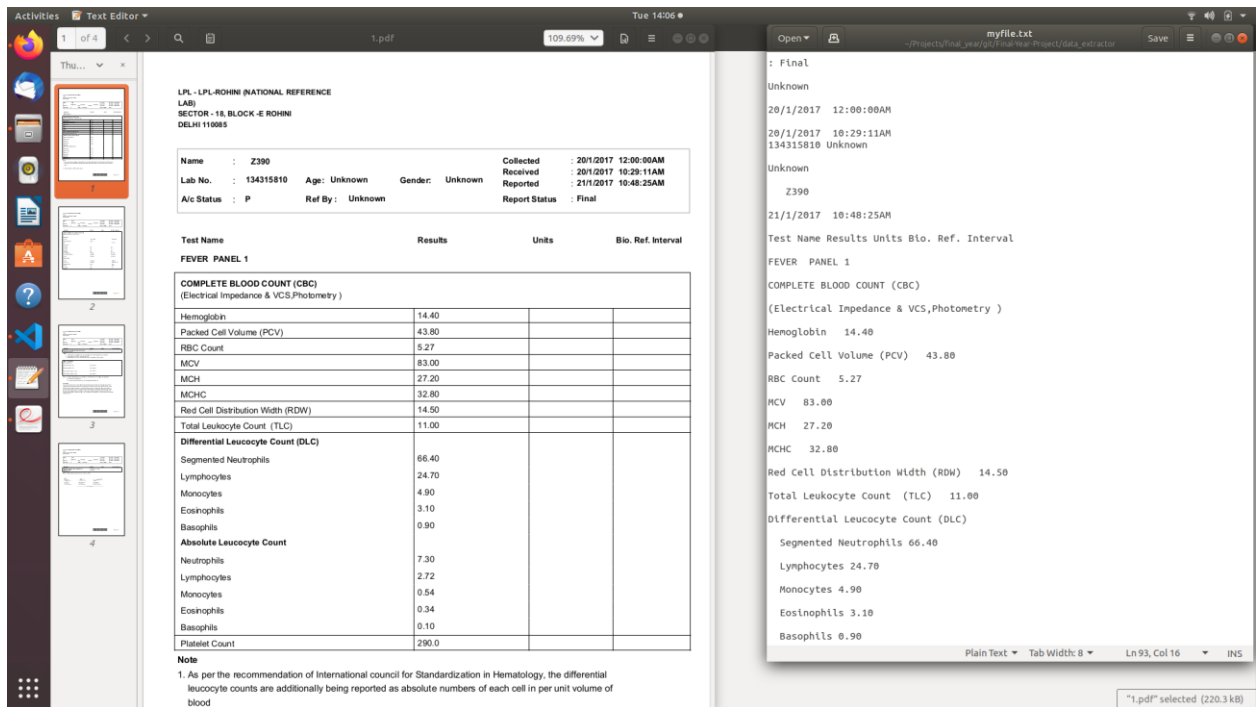 Activities Text Editor Tue 14:06
1 of 4 1.pdf 109.69%
Thu...
1
2
3
4
LPL - LPL-ROHINI (NATIONAL REFERENCE
LAB)
SECTOR - 18, BLOCK -E ROHINI
DELHI 110085
Name : Z390 Collected : 20/1/2017 12:00:00AM
Received : 20/1/2017 10:29:11AM
Lab No. : 134315810 Age: Unknown Gender: Unknown Reported : 21/1/2017 10:48:25AM
A/c Status : P Ref By : Unknown Report Status : Final
Test Name Results Units Bio. Ref. Interval
FEVER PANEL 1
COMPLETE BLOOD COUNT (CBC)
(Electrical Impedance & VCS,Photometry )
Hemoglobin 14.40
Packed Cell Volume (PCV) 43.80
RBC Count 5.27
MCV 83.00
MCH 27.20
MCHC 32.80
Red Cell Distribution Width (RDW) 14.50
Total Leukocyte Count (TLC) 11.00
Differential Leucocyte Count (DLC)
Segmented Neutrophils 66.40
Lymphocytes 24.70
Monocytes 4.90
Eosinophils 3.10
Basophils 0.90
Absolute Leucocyte Count
Neutrophils 7.30
Lymphocytes 2.72
Monocytes 0.54
Eosinophils 0.34
Basophils 0.10
Platelet Count 290.0
Note
1. As per the recommendation of International council for Standardization in Hematology, the differential
leucocyte counts are additionally being reported as absolute numbers of each cell in per unit volume of
blood
Open myfile.txt Save
~/Projects/final_year/git/Final-Year-Project/data_extractor
: Final
Unknown
20/1/2017 12:00:00AM
20/1/2017 10:29:11AM
134315810 Unknown
Unknown
Z390
21/1/2017 10:48:25AM
Test Name Results Units Bio. Ref. Interval
FEVER PANEL 1
COMPLETE BLOOD COUNT (CBC)
(Electrical Impedance & VCS,Photometry )
Hemoglobin 14.40
Packed Cell Volume (PCV) 43.80
RBC Count 5.27
MCV 83.00
MCH 27.20
MCHC 32.80
Red Cell Distribution Width (RDW) 14.50
Total Leukocyte Count (TLC) 11.00
Differential Leucocyte Count (DLC)
Segmented Neutrophils 66.40
Lymphocytes 24.70
Monocytes 4.90
Eosinophils 3.10
Basophils 0.90
Plain Text Tab Width: 8 Ln 93, Col 16 INS
"1.pdf" selected (220.3 kB)